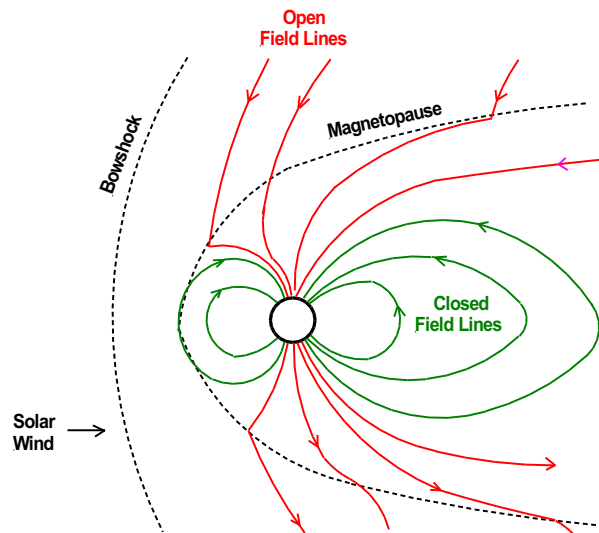 Open
Field Lines
Bowshock
Magnetopause
Closed
Field Lines
Solar
Wind